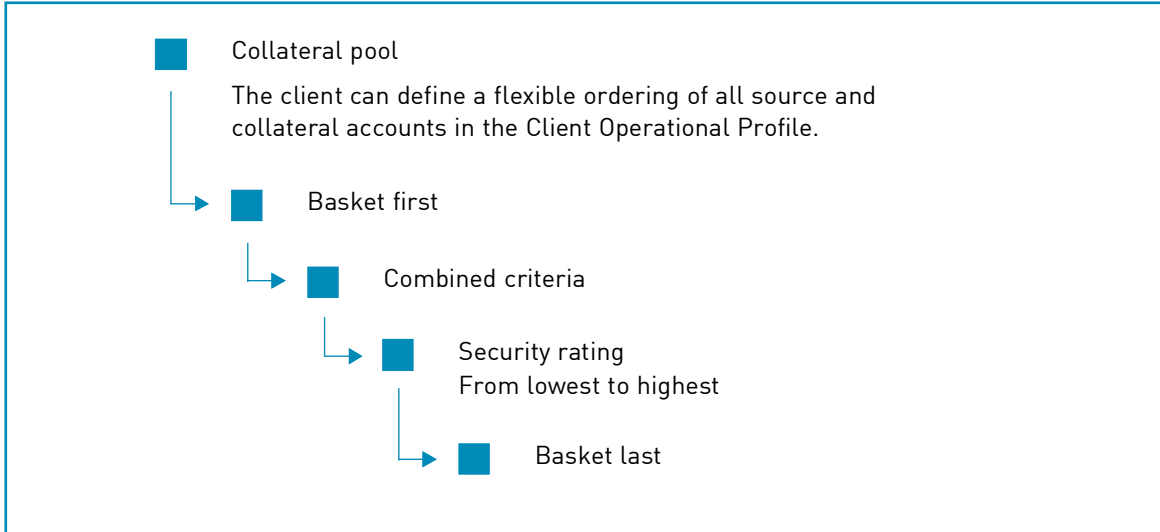 Collateral pool
The client can define a flexible ordering of all source and
collateral accounts in the Client Operational Profile.
Basket first
Combined criteria
Security rating
From lowest to highest
Basket last